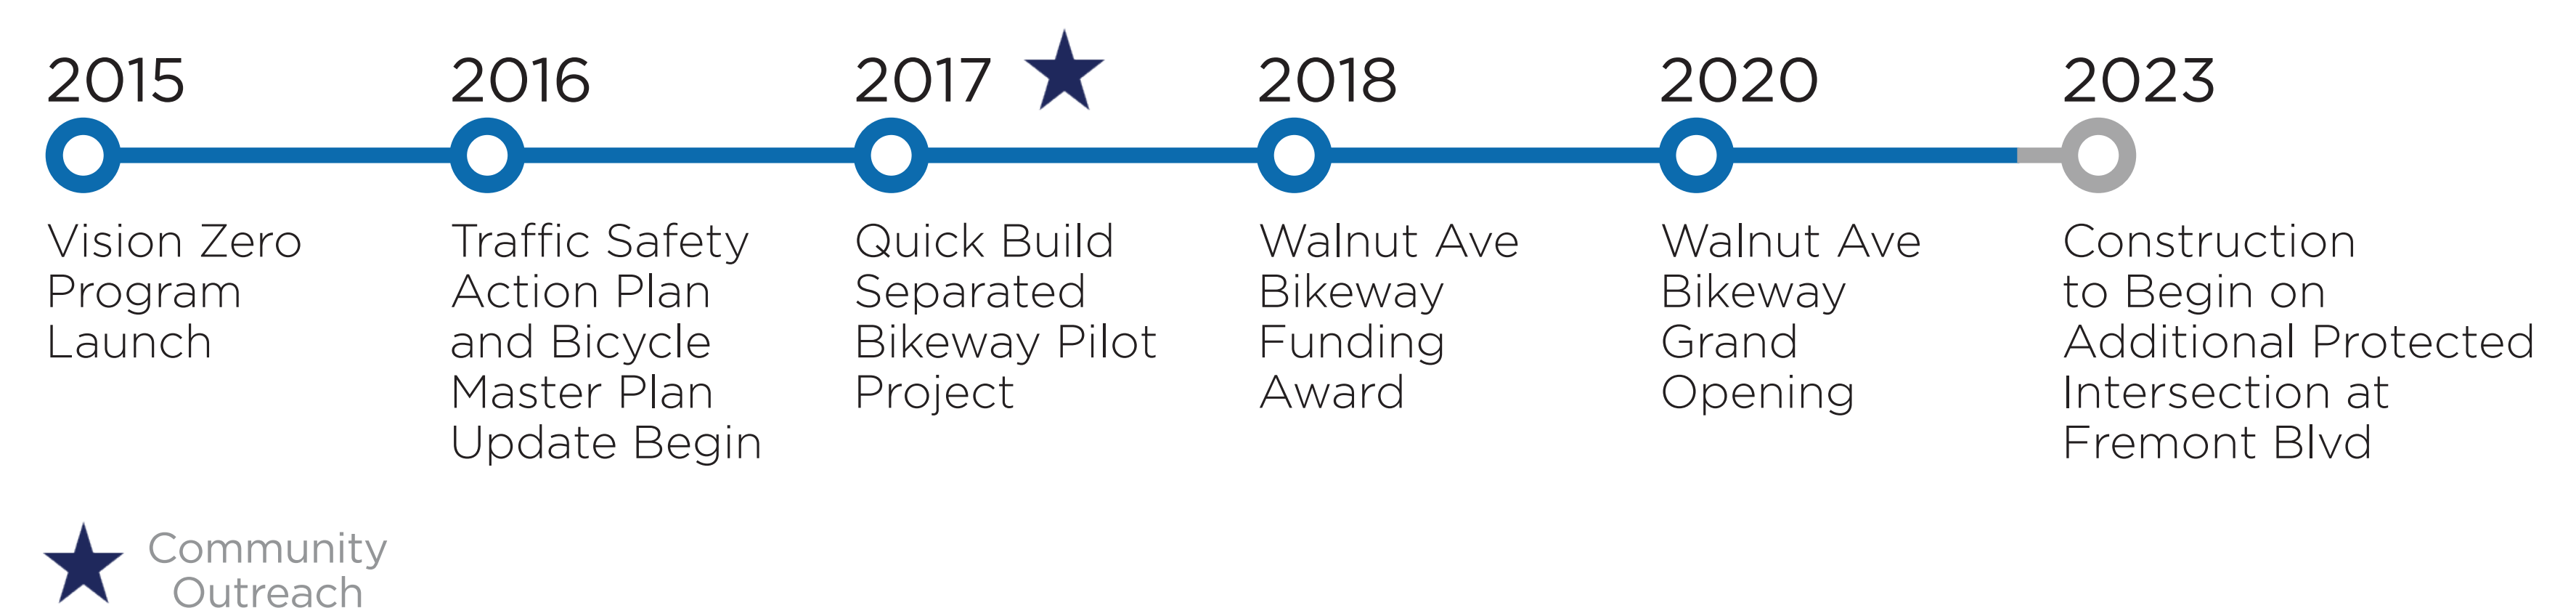 2015
Vision Zero
Program
Launch
2016
Traffic Safety
Action Plan
and Bicycle
Master Plan
Update Begin
2017
Quick Build
Separated
Bikeway Pilot
Project
2018
Walnut Ave
Bikeway
Funding
Award
2020
Walnut Ave
Bikeway
Grand
Opening
2023
Construction
to Begin on
Additional Protected
Intersection at
Fremont Blvd
Community
Outreach